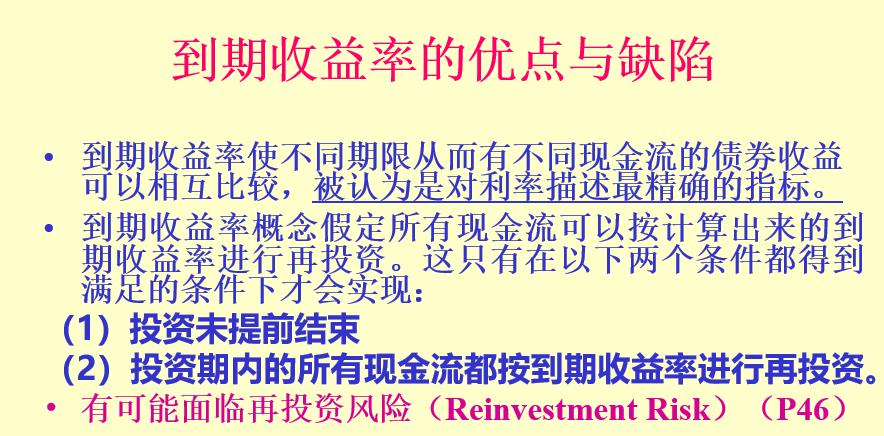 到期收益率的优点与缺陷
• 到期收益率使不同期限从而有不同现金流的债券收益
可以相互比较，被认为是对利率描述最精确的指标。
• 到期收益率概念假定所有现金流可以按计算出来的到
期收益率进行再投资。这只有在以下两个条件都得到
满足的条件下才会实现：
（1）投资未提前结束
（2）投资期内的所有现金流都按到期收益率进行再投资。
• 有可能面临再投资风险（Reinvestment Risk）（P46）